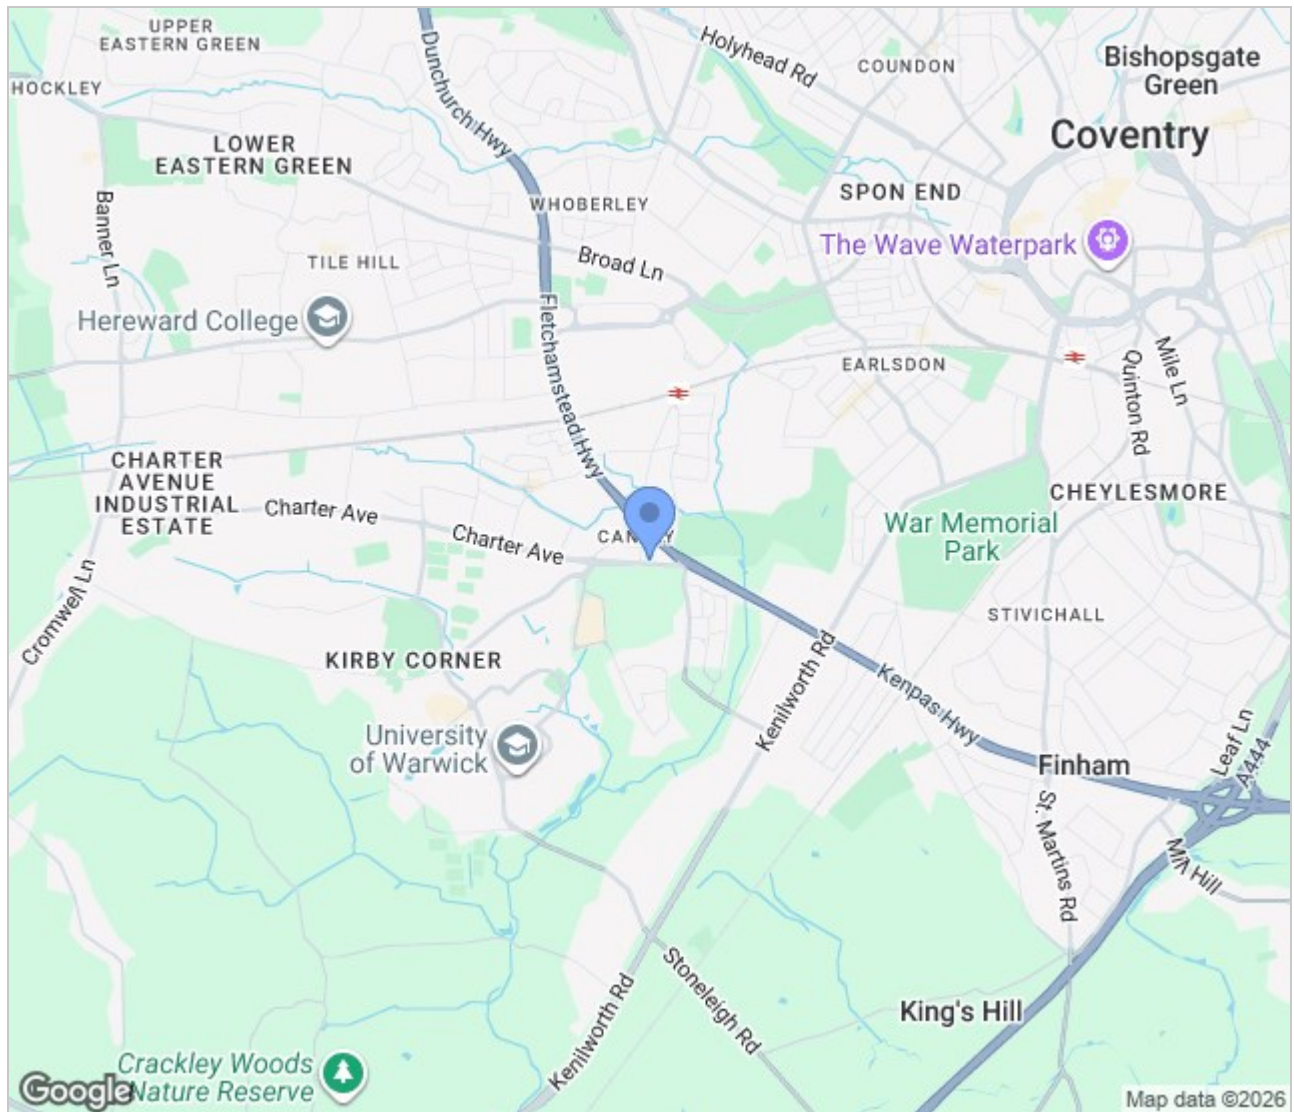 UPPER
EASTERN GREEN
Holyhead Rd
COUNDON
Bishopsgate
Green
HOCKLEY
Dunchurch Hwy
Coventry
LOWER
EASTERN GREEN
WHOBERLEY
SPON END
Banner Ln
The Wave Waterpark
Broad Ln
TILE HILL
Hereward College
Fletchamstead Hwy
EARLSDON
Mile Ln
Quinton Rd
CHARTER
AVENUE
INDUSTRIAL
ESTATE
Charter Ave
CHEYLESMORE
Charter Ave
War Memorial
Park
Cromwell Ln
STIVICHALL
KIRBY CORNER
Kenilworth Rd
Kenpas Hwy
University
of Warwick
Leaf Ln
A444
Finham
St. Martins Rd
Mill Hill
Stoneleigh Rd
Kenilworth Rd
King's Hill
Crackley Woods
Nature Reserve
Google
Map data ©2026